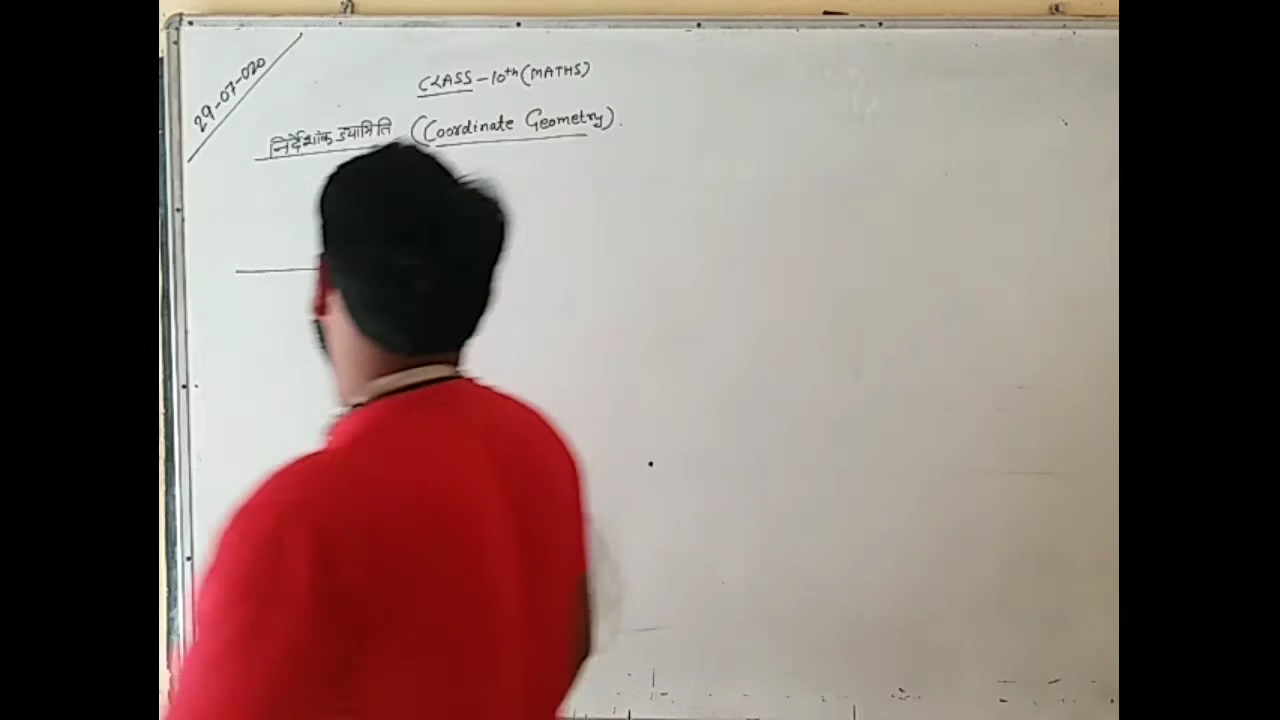 29-07-020
CLASS-10th (MATHS)
निर्देशांक ज्यामिति (Coordinate Geometry).